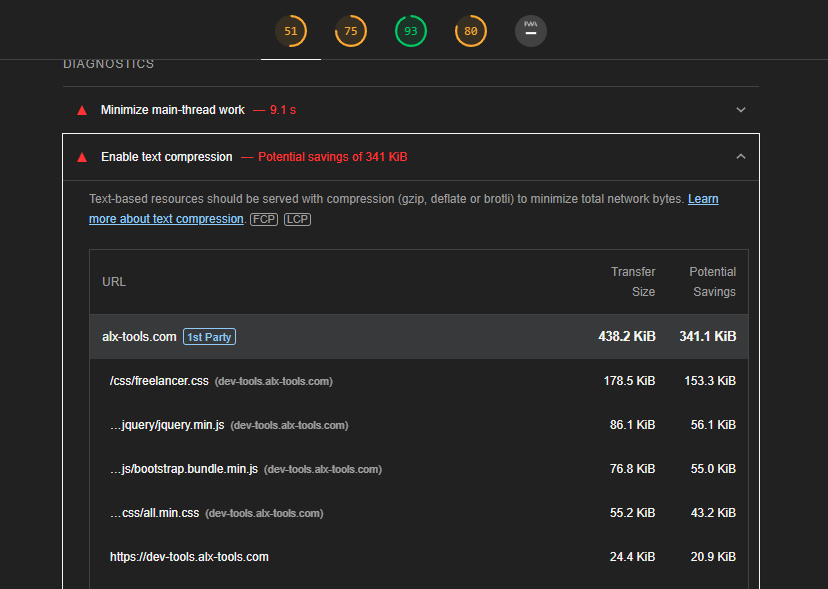 51 75 93 80 PWA
DIAGNOSTICS
Minimize main-thread work — 9.1 s
Enable text compression — Potential savings of 341 KiB
Text-based resources should be served with compression (gzip, deflate or brotli) to minimize total network bytes. Learn
more about text compression. FCP LCP
URL Transfer Size Potential Savings
alx-tools.com 1st Party 438.2 KiB 341.1 KiB
/css/freelancer.css (dev-tools.alx-tools.com) 178.5 KiB 153.3 KiB
…jquery/jquery.min.js (dev-tools.alx-tools.com) 86.1 KiB 56.1 KiB
…js/bootstrap.bundle.min.js (dev-tools.alx-tools.com) 76.8 KiB 55.0 KiB
…css/all.min.css (dev-tools.alx-tools.com) 55.2 KiB 43.2 KiB
https://dev-tools.alx-tools.com 24.4 KiB 20.9 KiB